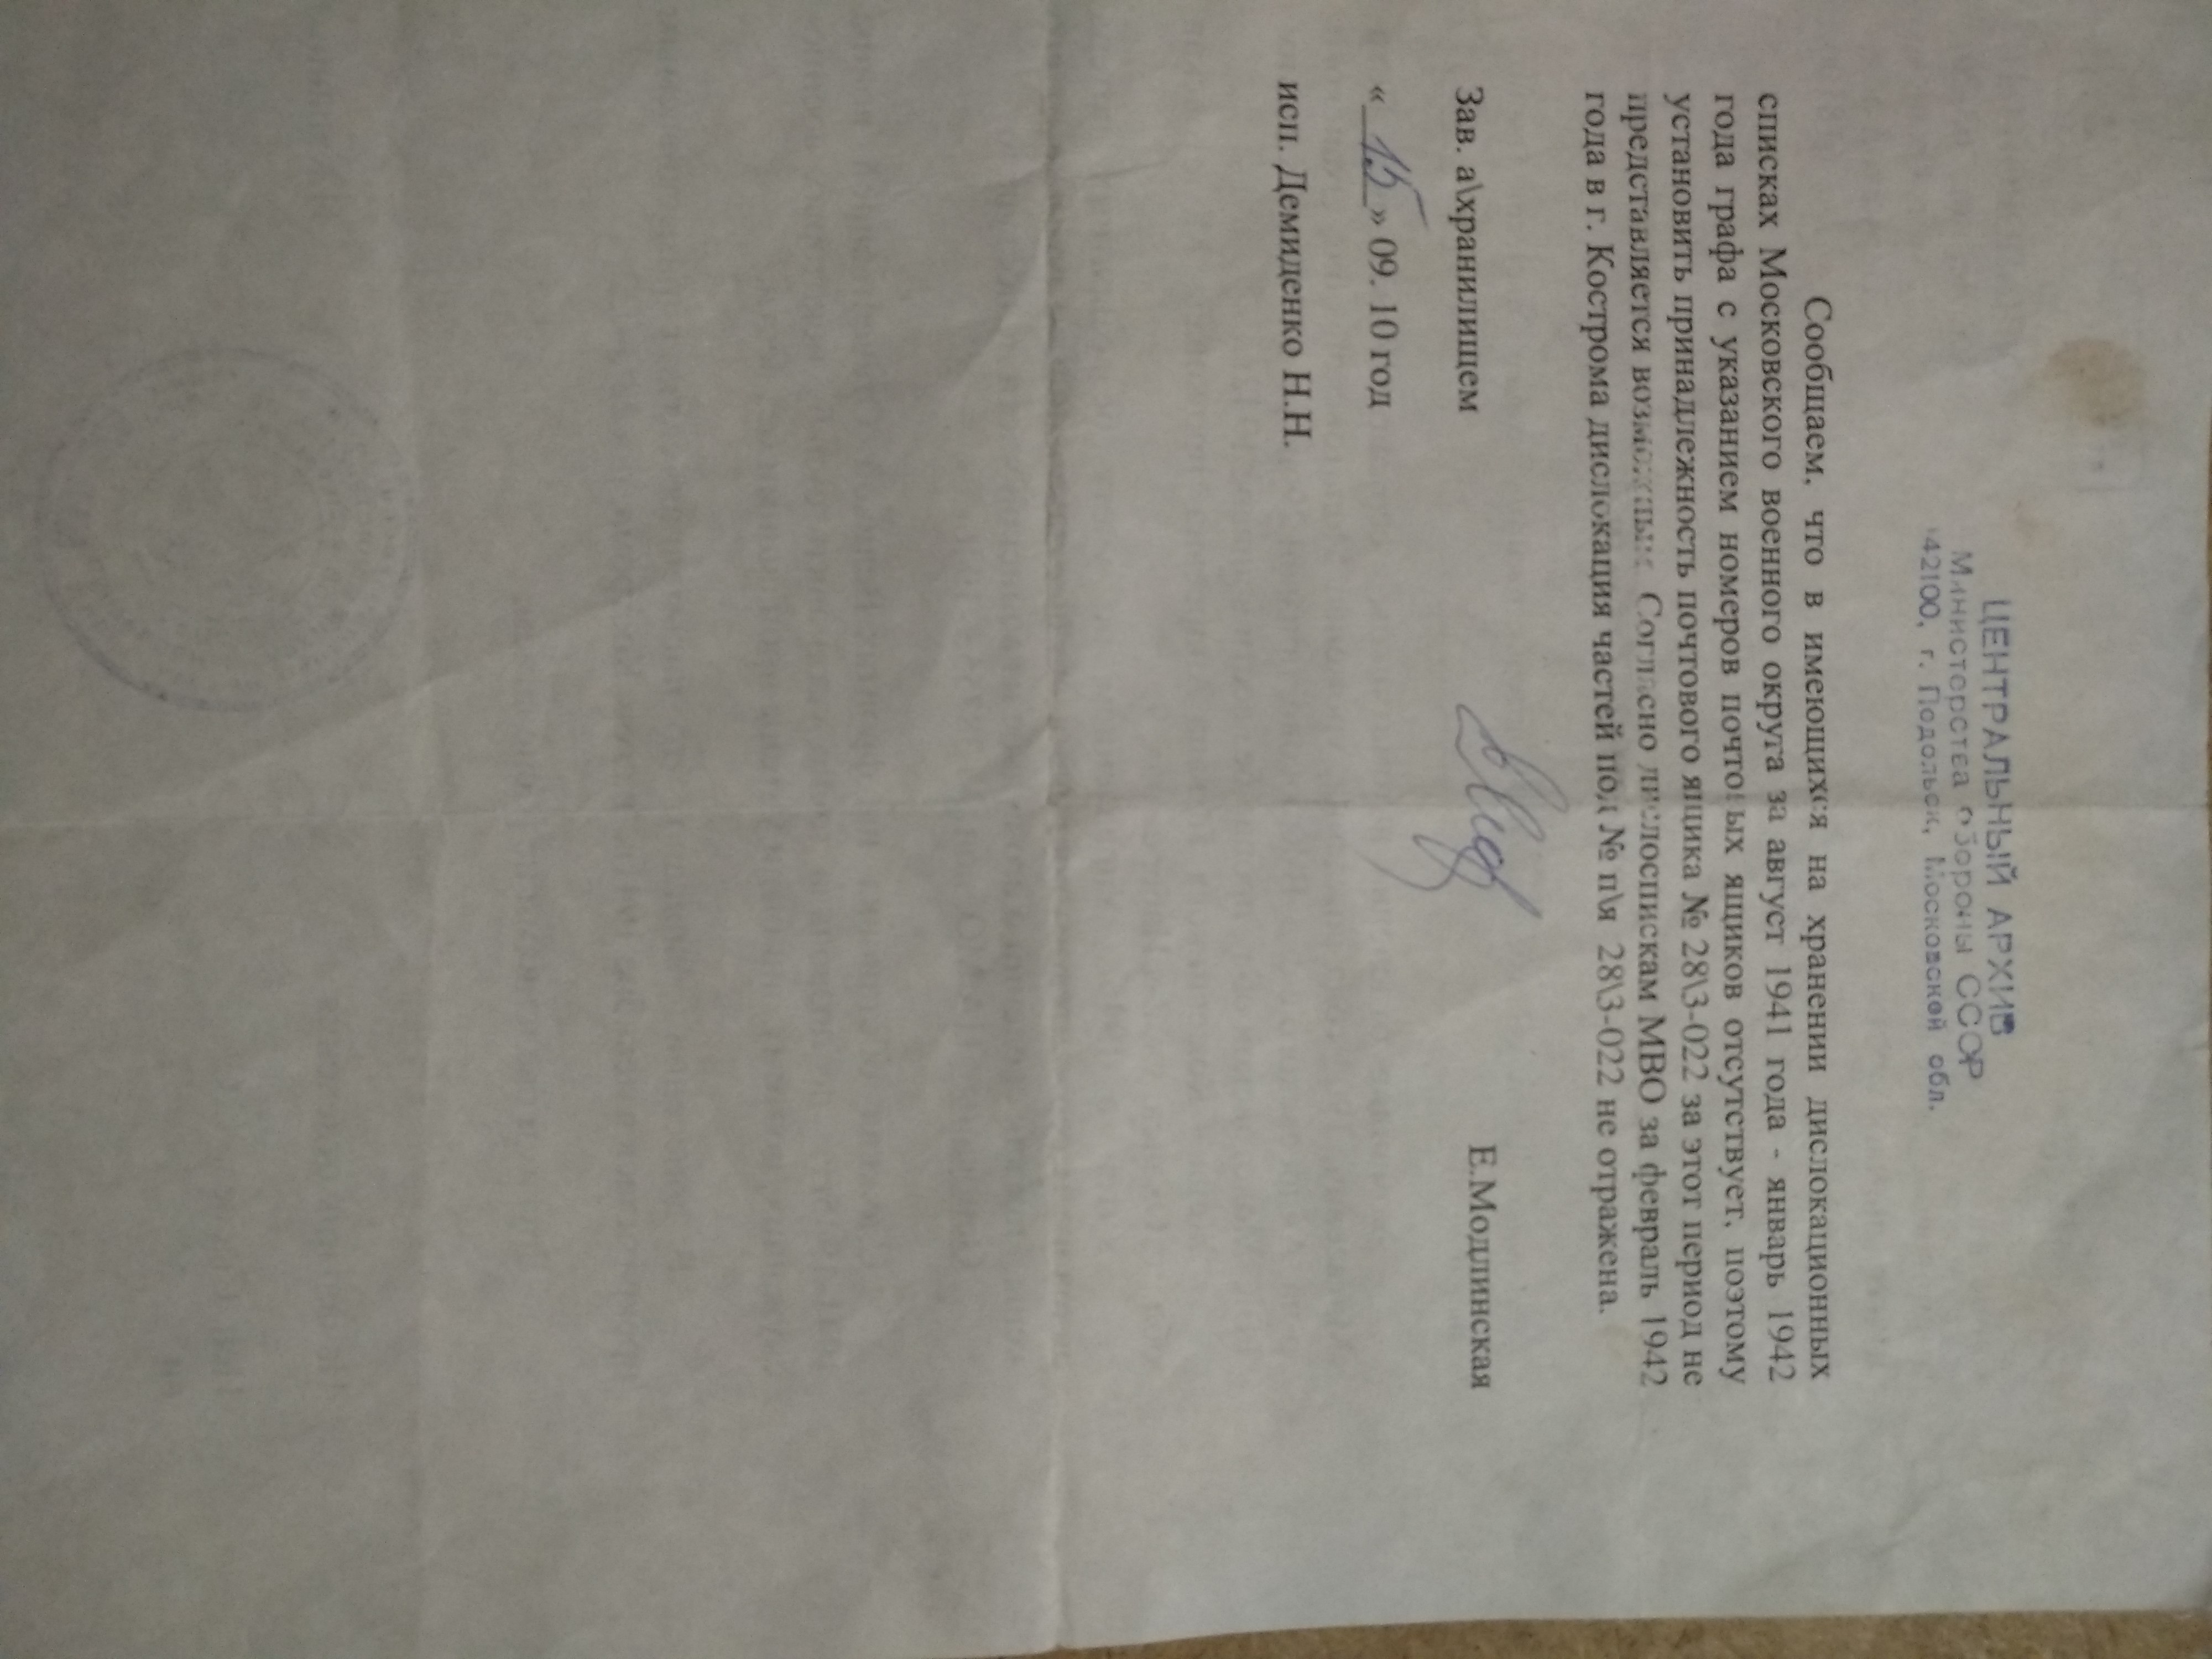 ЦЕНТРАЛЬНЫЙ АРХИВ
Министерства обороны СССР
42100, г. Подольск, Московской обл.
Сообщаем, что в имеющихся на хранении дислокационных
списках Московского военного округа за август 1941 года - январь 1942
года графа с указанием номеров почтовых ящиков отсутствует, поэтому
установить принадлежность почтового ящика № 28\3-022 за этот период не
представляется возможным. Согласно дислоспискам МВО за февраль 1942
года в г. Кострома дислокация частей под № п\я 28\3-022 не отражена.
Зав. а\хранилищем Е.Модлинская
« 15 » 09. 10 год
исп. Демиденко Н.Н.